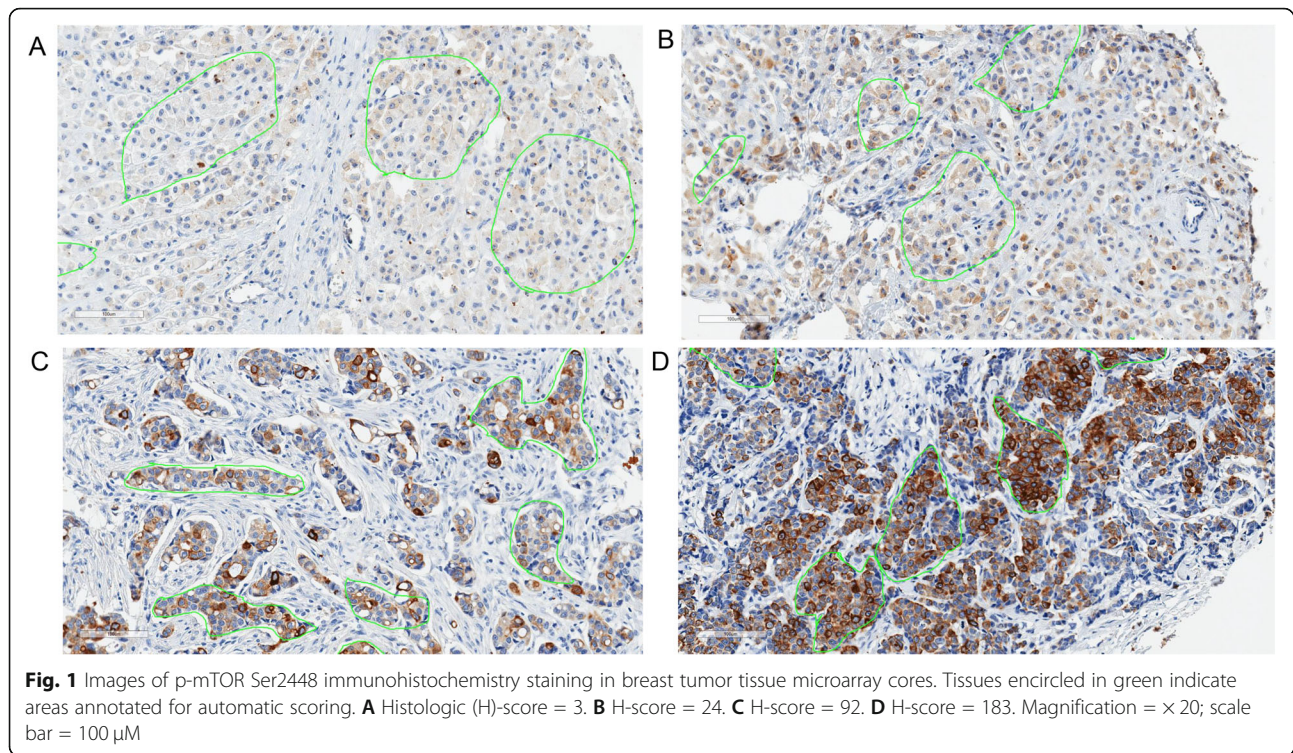 A
B
100µm
C
D
Fig. 1 Images of p-mTOR Ser2448 immunohistochemistry staining in breast tumor tissue microarray cores. Tissues encircled in green indicate
areas annotated for automatic scoring. A Histologic (H)-score = 3. B H-score = 24. C H-score = 92. D H-score = 183. Magnification = × 20; scale
bar = 100 μM